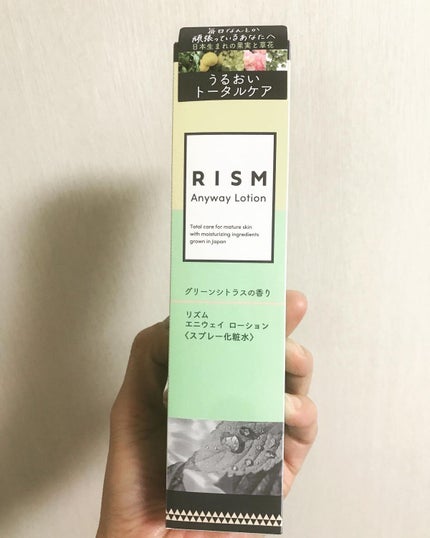 毎日なんとか
頑張っているあなたへ
日本生まれの果実と草花
うるおい
トータルケア
RISM
Anyway Lotion
Total care for mature skin
with moisturizing ingredients
grown in Japan
グリーンシトラスの香り
リズム
エニウェイ ローション
〈スプレー化粧水〉